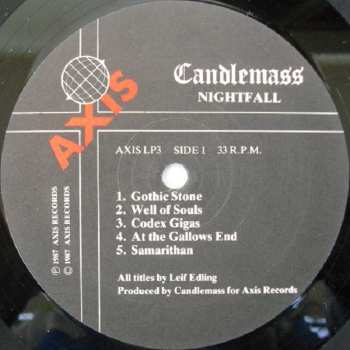 AXIS
Candlemass
NIGHTFALL
AXIS LP3 SIDE 1 33 R.P.M.
1. Gothic Stone
2. Well of Souls
3. Codex Gigas
4. At the Gallows End
5. Samarithan
All titles by Leif Edling
Produced by Candlemass for Axis Records
℗ 1987 AXIS RECORDS
© 1987 AXIS RECORDS